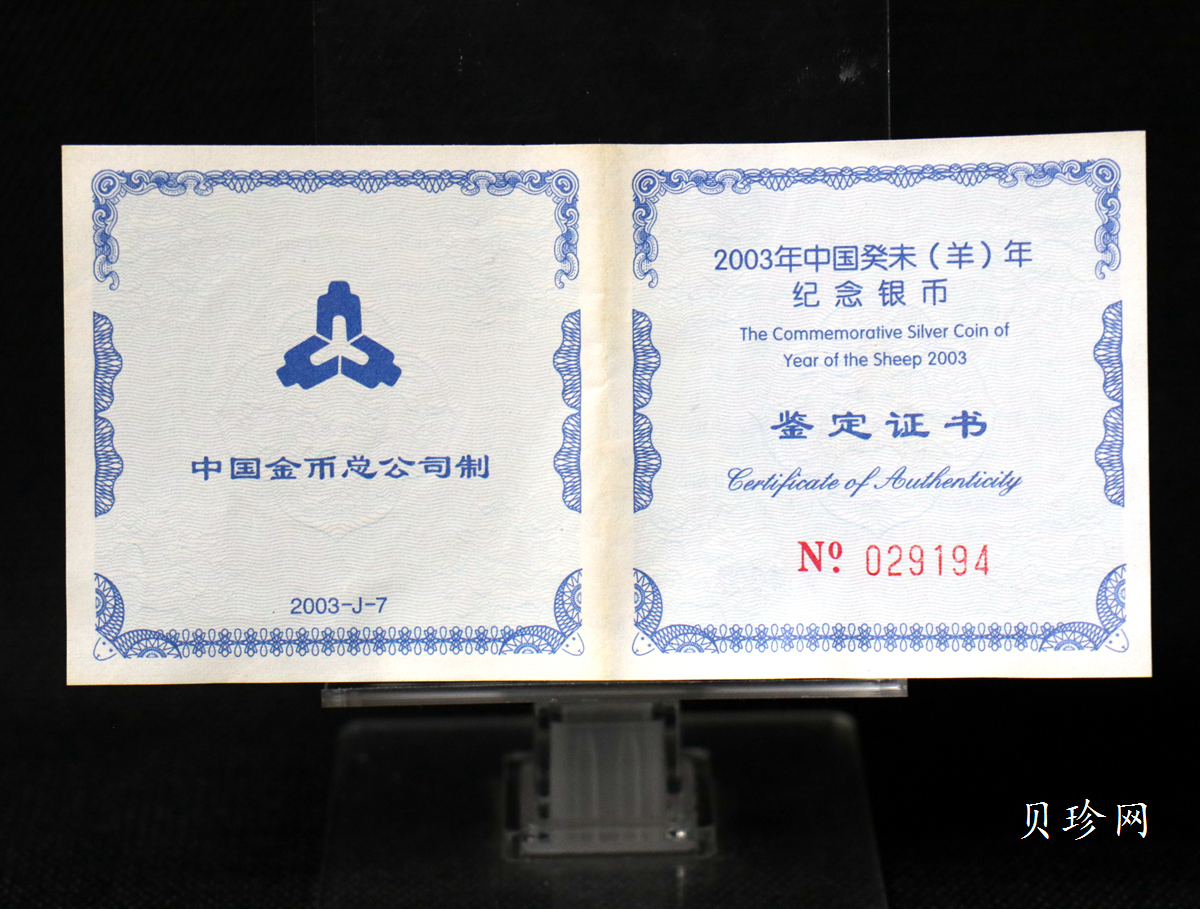 中国金币总公司制
2003-J-7
2003年中国癸未（羊）年
纪念银币
The Commemorative Silver Coin of
Year of the Sheep 2003
鉴定证书
Certificate of Authenticity
Nº. 029194
贝珍网